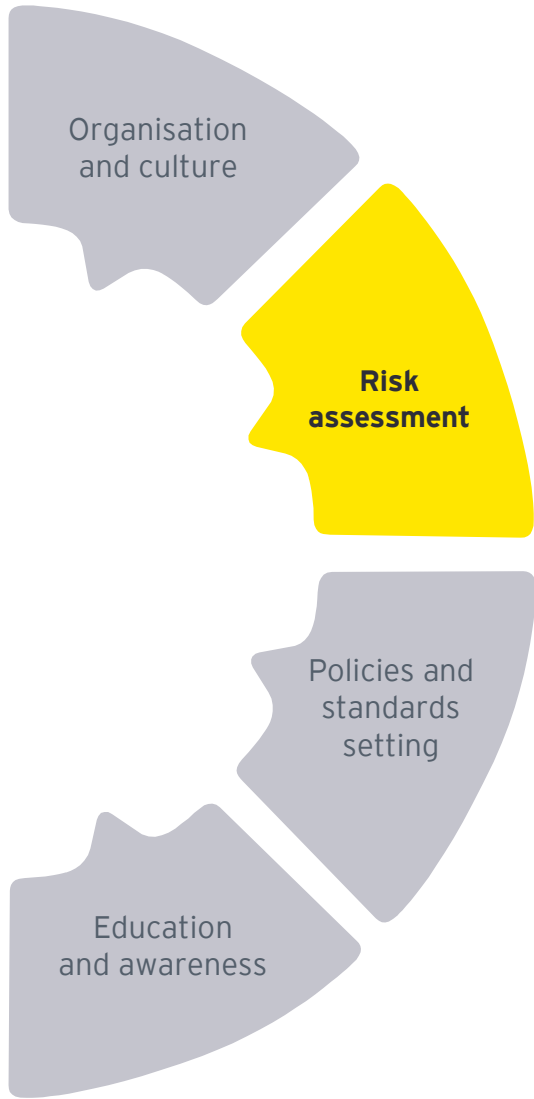 Organisation
and culture
Risk
assessment
Policies and
standards
setting
Education
and awareness